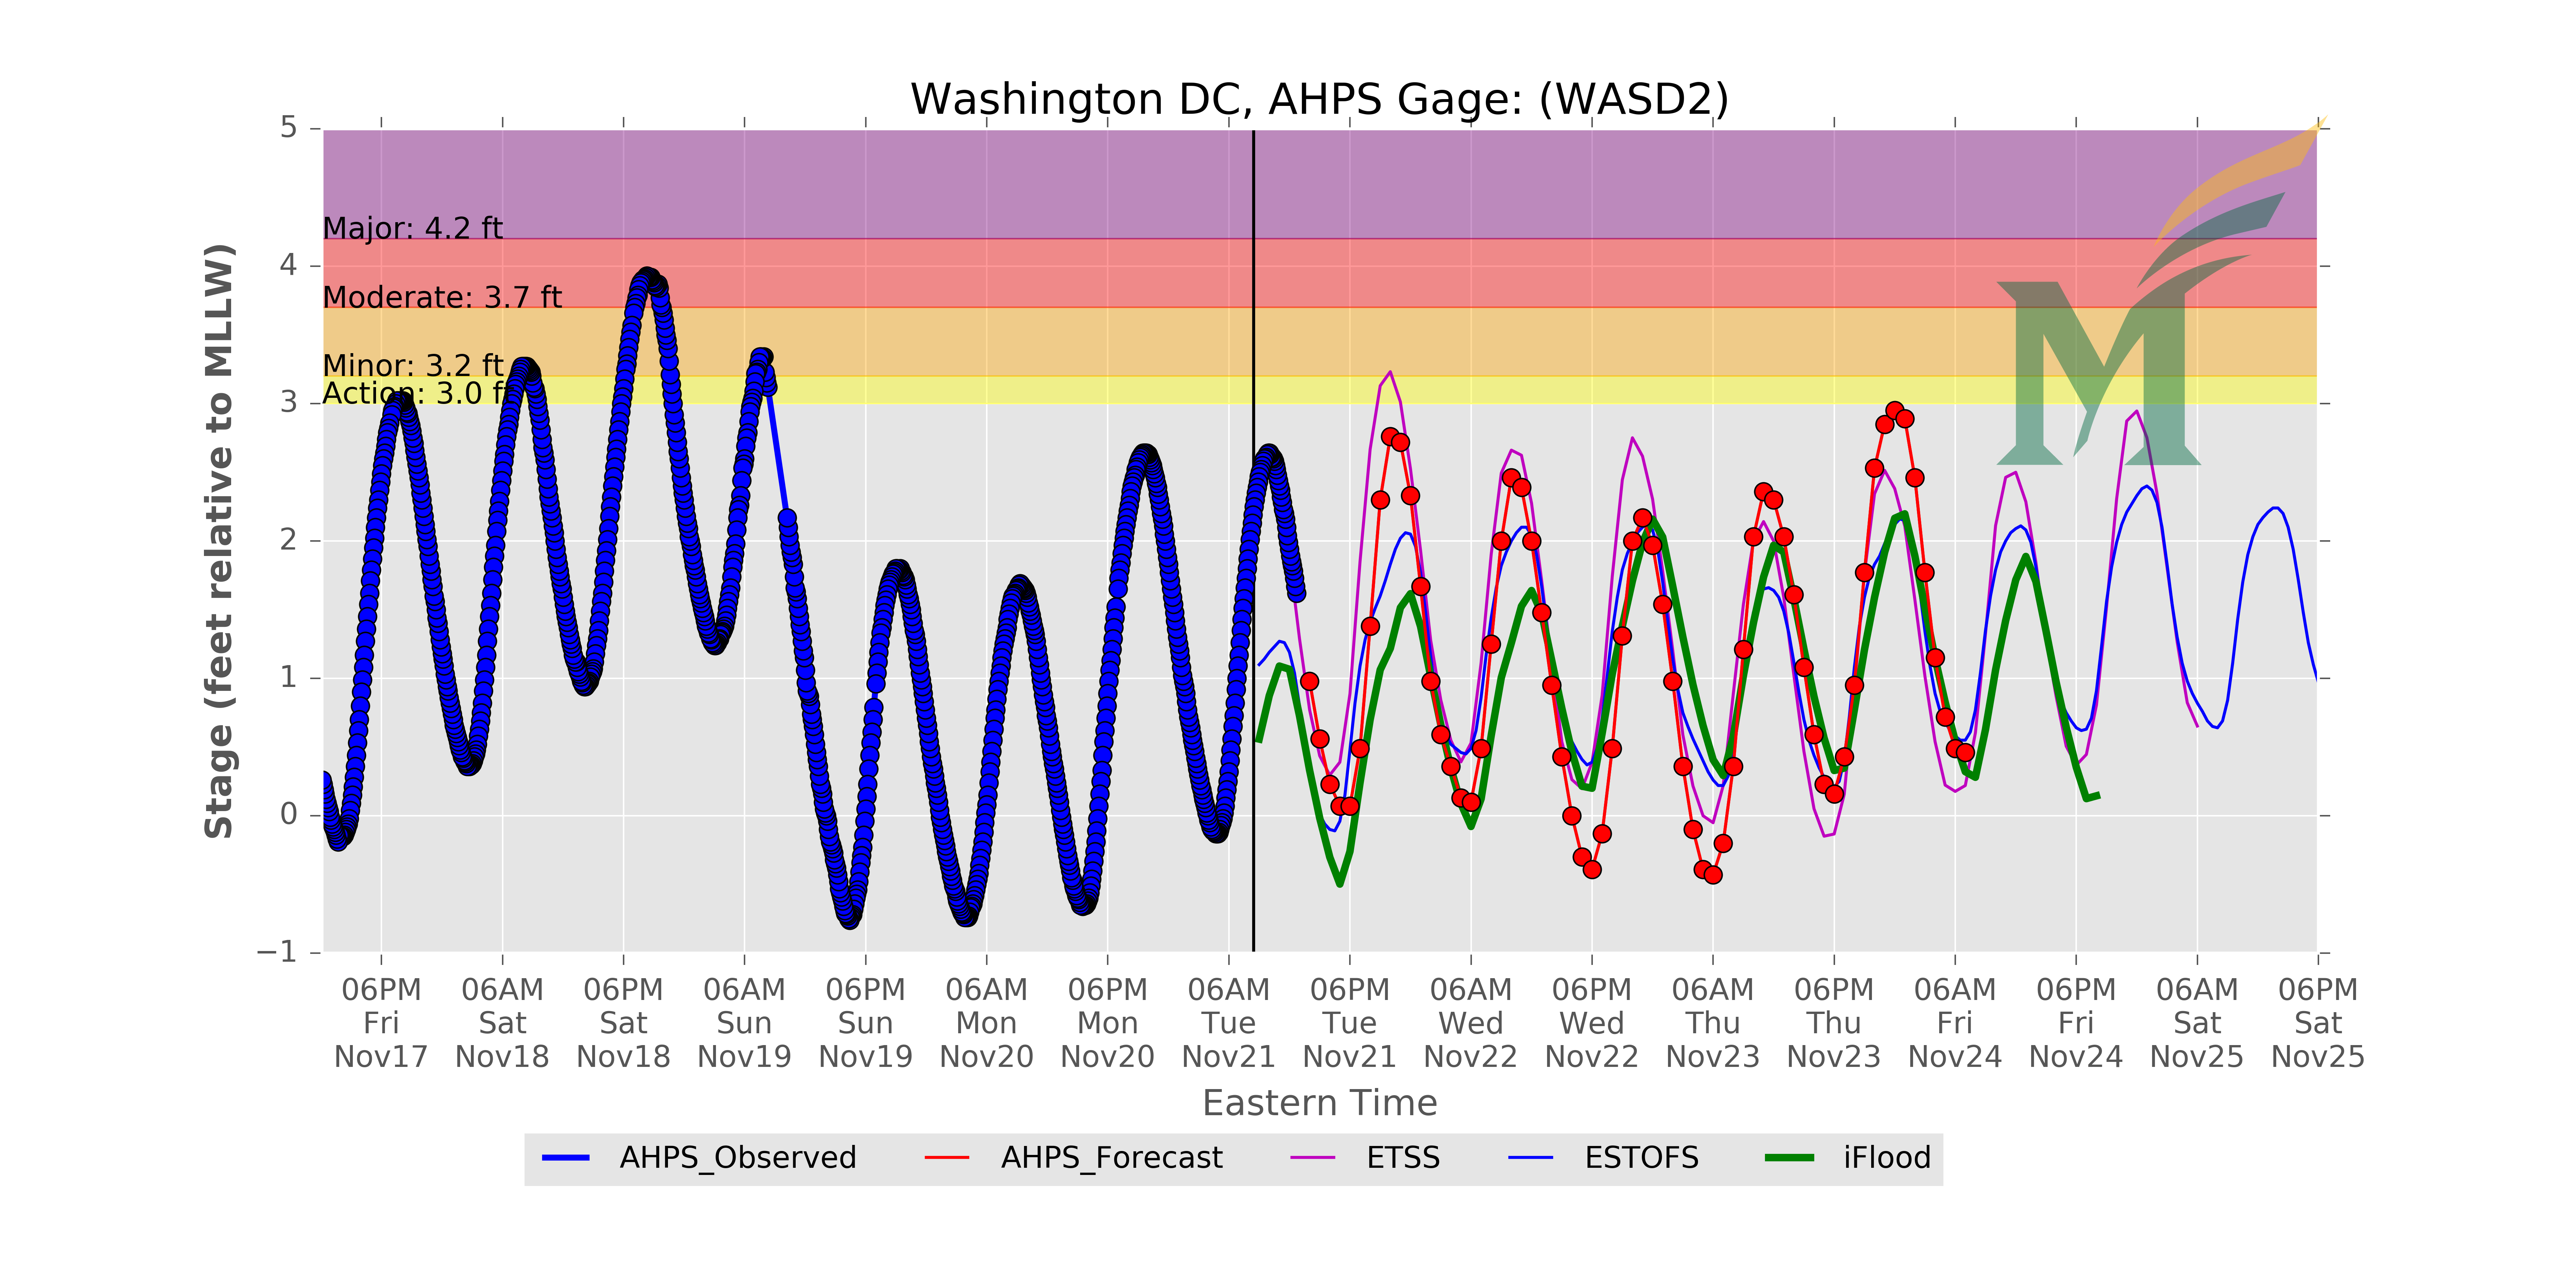 Washington DC, AHPS Gage: (WASD2)
Stage (feet relative to MLLW)
5
4
3
2
1
0
−1
Major: 4.2 ft
Moderate: 3.7 ft
Minor: 3.2 ft
Action: 3.0 ft
06PM 06AM 06PM 06AM 06PM 06AM 06PM 06AM 06PM 06AM 06PM 06AM 06PM 06AM 06PM 06AM 06PM
Fri Sat Sat Sun Sun Mon Mon Tue Tue Wed Wed Thu Thu Fri Fri Sat Sat
Nov17 Nov18 Nov18 Nov19 Nov19 Nov20 Nov20 Nov21 Nov21 Nov22 Nov22 Nov23 Nov23 Nov24 Nov24 Nov25 Nov25
Eastern Time
AHPS_Observed AHPS_Forecast ETSS ESTOFS iFlood
M